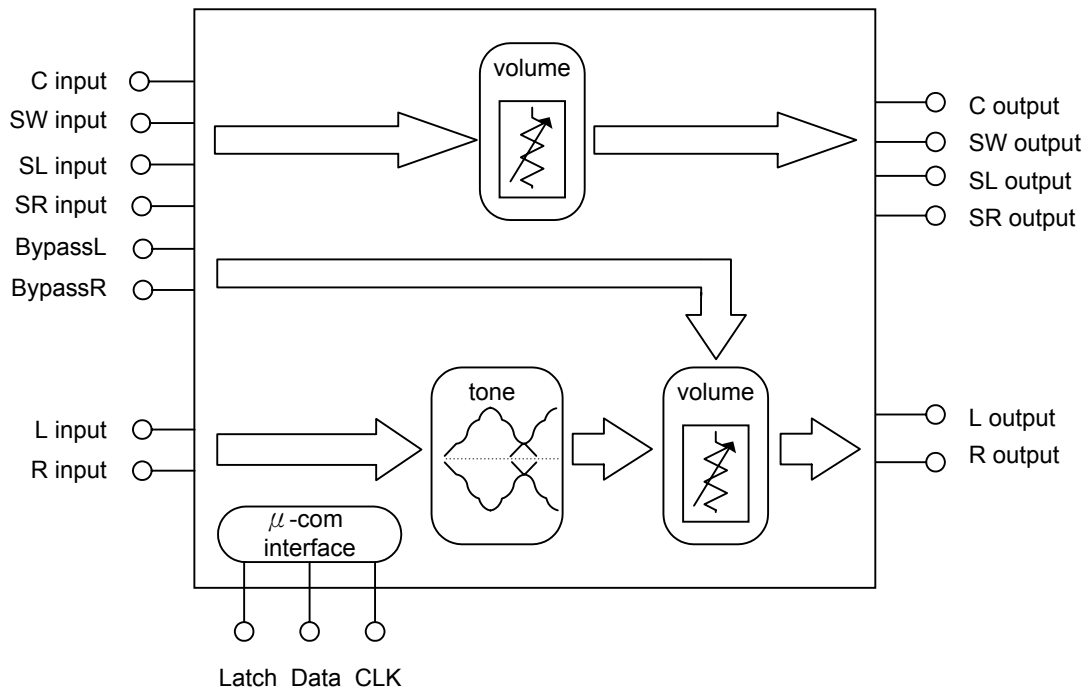 volume
C input
SW input
SL input
SR input
BypassL
BypassR
C output
SW output
SL output
SR output
tone
volume
L input
R input
L output
R output
μ-com
interface
Latch Data CLK